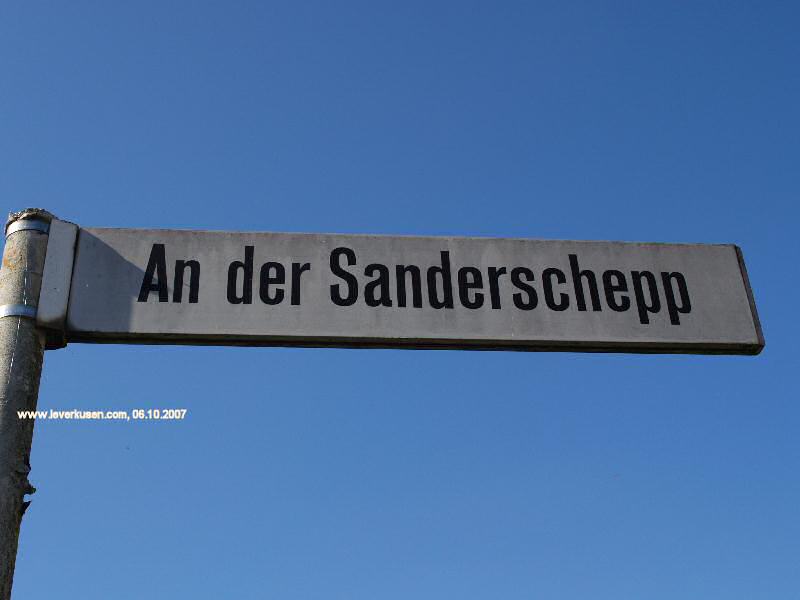 An der Sanderschepp
www.leverkusen.com, 06.10.2007